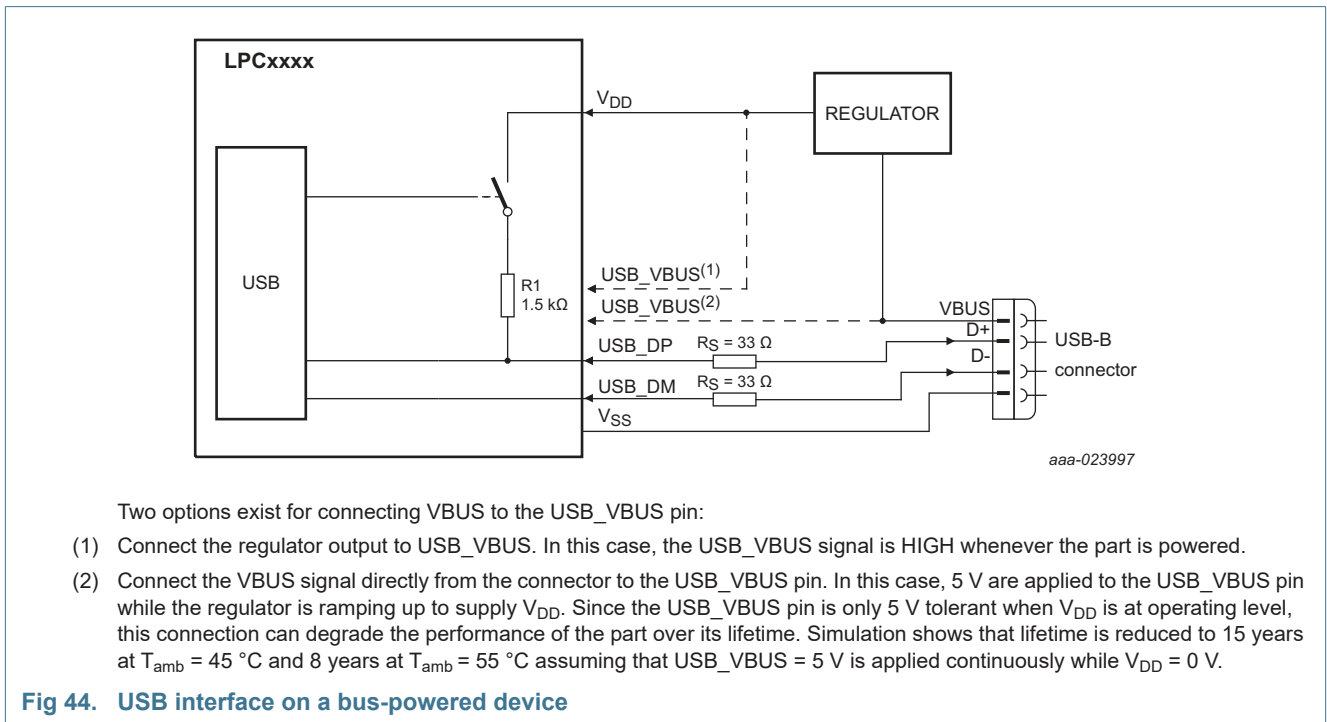 LPCxxxx
VDD
REGULATOR
USB
R1
1.5 kΩ
USB_VBUS(1)
USB_VBUS(2)
VBUS
D+
USB-B
USB_DP RS = 33 Ω
D-
connector
USB_DM RS = 33 Ω
VSS
aaa-023997
Two options exist for connecting VBUS to the USB_VBUS pin:
(1) Connect the regulator output to USB_VBUS. In this case, the USB_VBUS signal is HIGH whenever the part is powered.
(2) Connect the VBUS signal directly from the connector to the USB_VBUS pin. In this case, 5 V are applied to the USB_VBUS pin
while the regulator is ramping up to supply VDD. Since the USB_VBUS pin is only 5 V tolerant when VDD is at operating level,
this connection can degrade the performance of the part over its lifetime. Simulation shows that lifetime is reduced to 15 years
at Tamb = 45 °C and 8 years at Tamb = 55 °C assuming that USB_VBUS = 5 V is applied continuously while VDD = 0 V.
Fig 44. USB interface on a bus-powered device